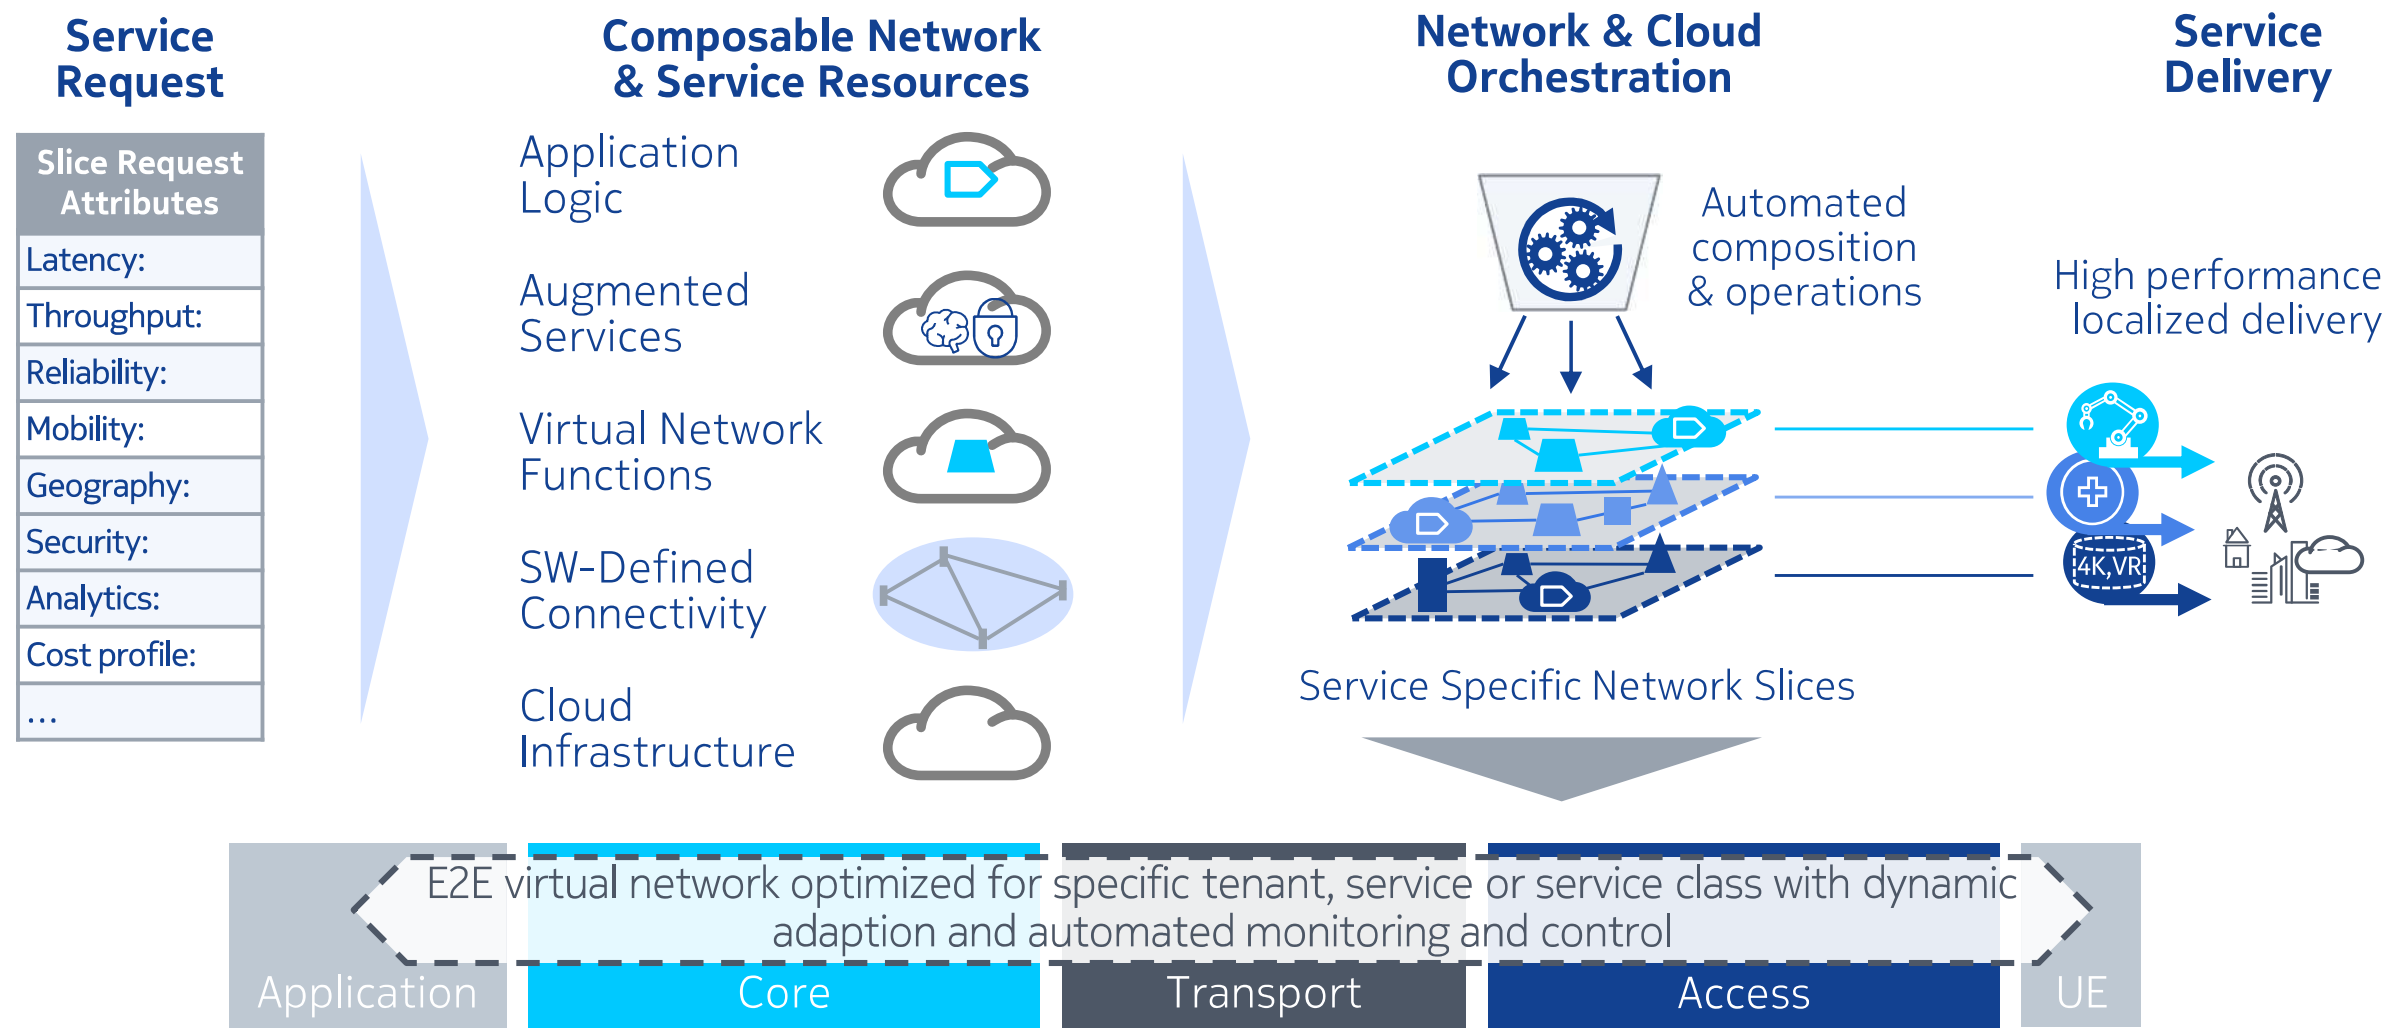 Service
Request
Composable Network
& Service Resources
Network & Cloud
Orchestration
Service
Delivery
Slice Request
Attributes
Latency:
Throughput:
Reliability:
Mobility:
Geography:
Security:
Analytics:
Cost profile:
...
Application
Logic
Augmented
Services
Virtual Network
Functions
SW-Defined
Connectivity
Cloud
Infrastructure
Automated
composition
& operations
Service Specific Network Slices
High performance
localized delivery
4K,VR
E2E virtual network optimized for specific tenant, service or service class with dynamic
adaption and automated monitoring and control
Application
Core
Transport
Access
UE